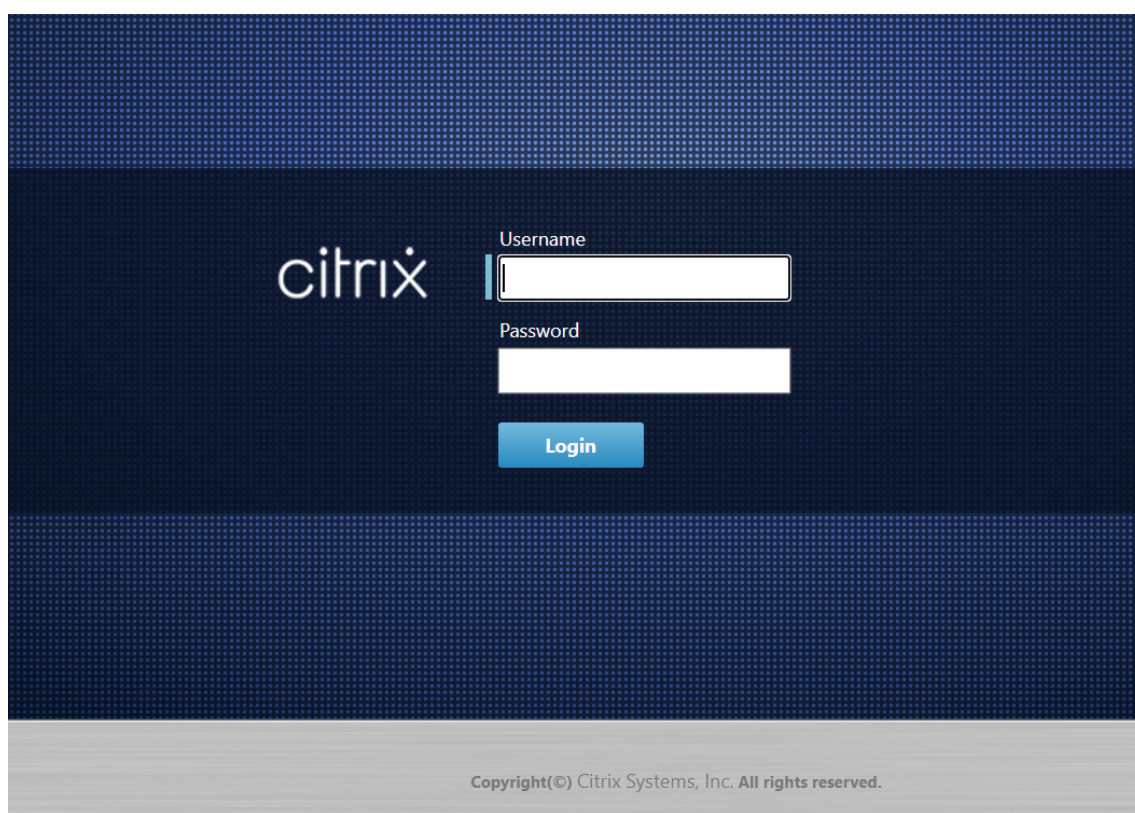 citrix
Username
Password
Login
Copyright(©) Citrix Systems, Inc. All rights reserved.